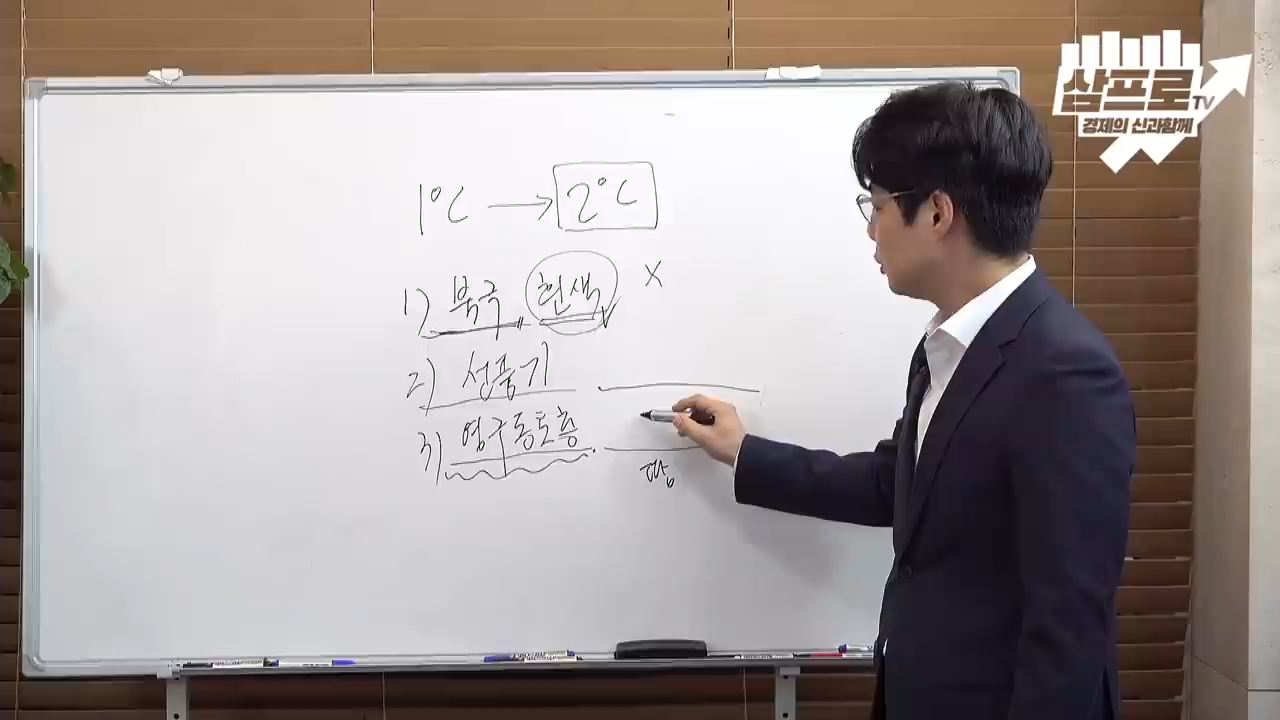 삼프로TV
경제의 신과함께
1°C → 2°C
1) 북극 흰색 X
2) 선풍기
3) 영구동토층
땅